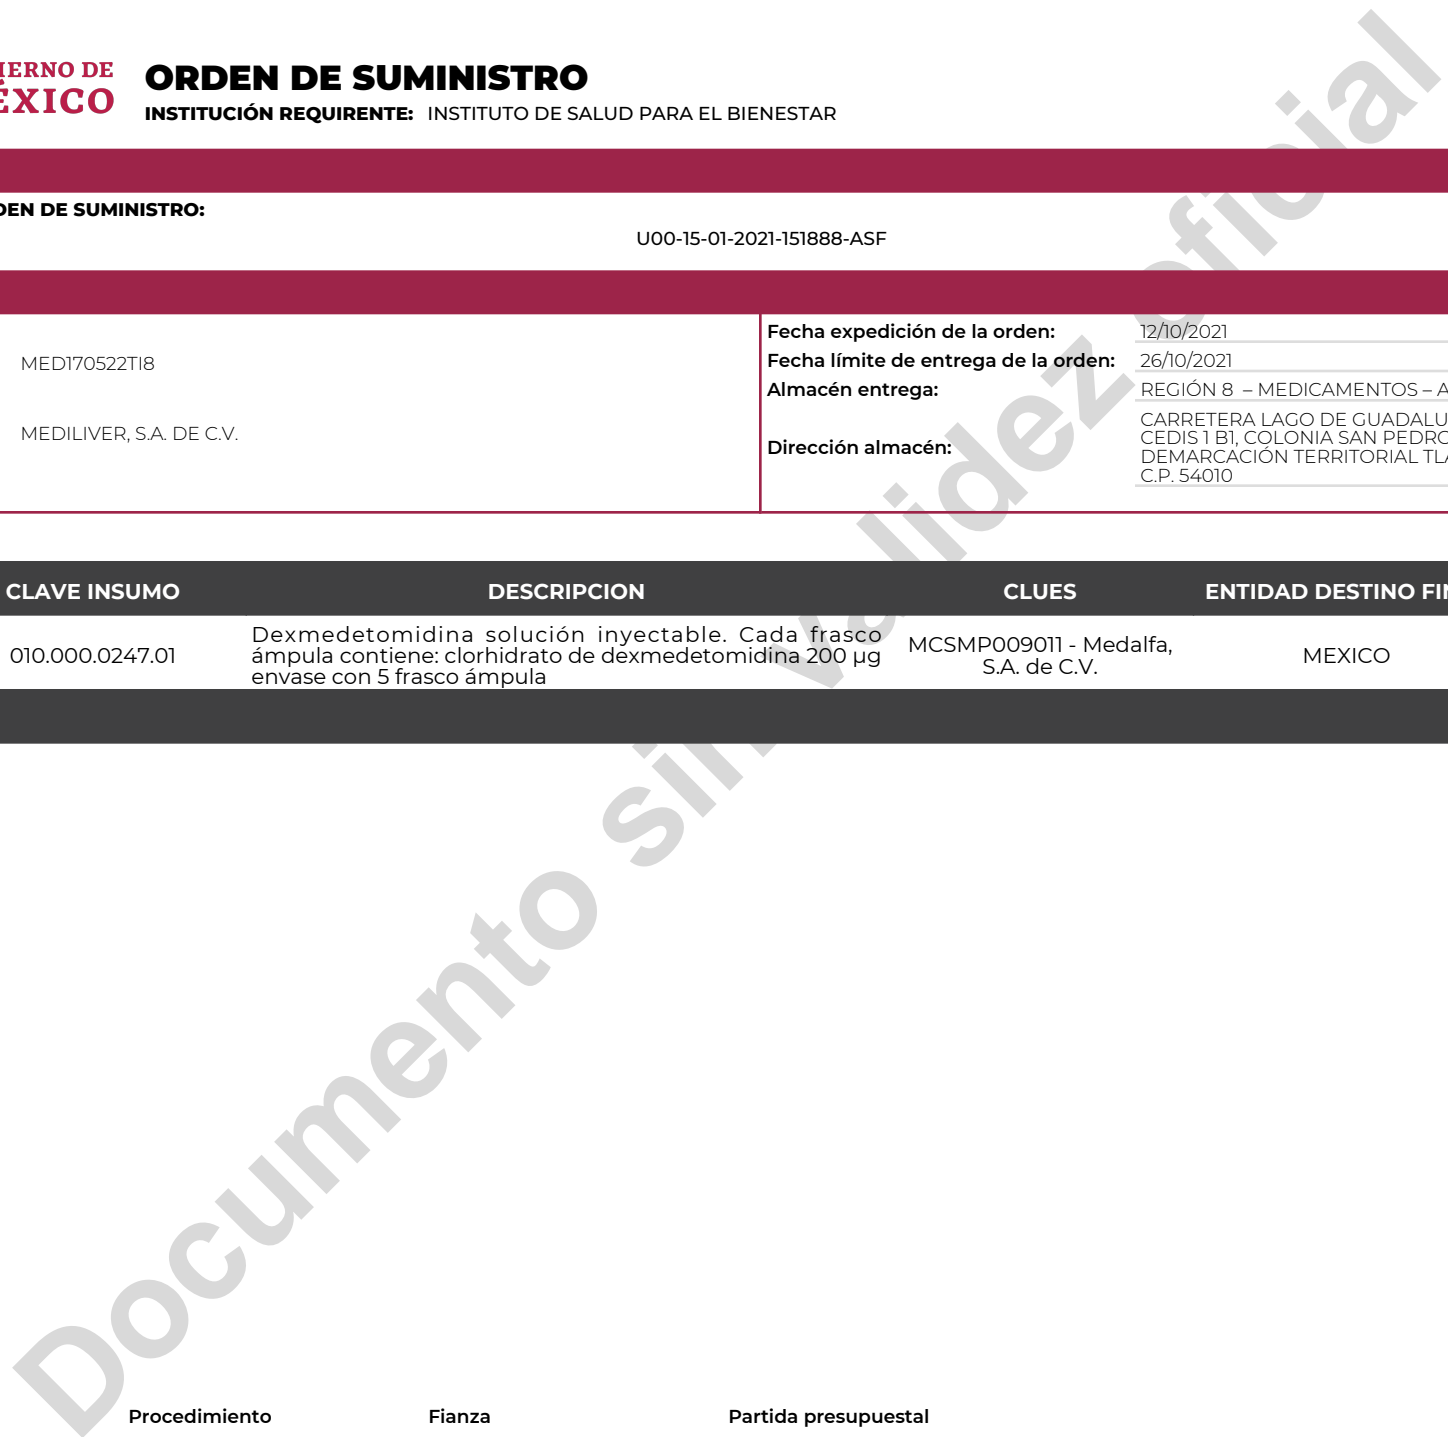 IERNO DE
ÉXICO
ORDEN DE SUMINISTRO
INSTITUCIÓN REQUIRENTE: INSTITUTO DE SALUD PARA EL BIENESTAR
DEN DE SUMINISTRO:
U00-15-01-2021-151888-ASF
MED170522TI8
MEDILIVER, S.A. DE C.V.
Fecha expedición de la orden: 12/10/2021
Fecha límite de entrega de la orden: 26/10/2021
Almacén entrega: REGIÓN 8 – MEDICAMENTOS – A
Dirección almacén:
CARRETERA LAGO DE GUADALU
CEDIS 1 B1, COLONIA SAN PEDRO
DEMARCACIÓN TERRITORIAL TLA
C.P. 54010
CLAVE INSUMO DESCRIPCION CLUES ENTIDAD DESTINO FIN
010.000.0247.01
Dexmedetomidina solución inyectable. Cada frasco
ámpula contiene: clorhidrato de dexmedetomidina 200 µg
envase con 5 frasco ámpula
MCSMP009011 - Medalfa,
S.A. de C.V.
MEXICO
Documento sin validez oficial
Procedimiento Fianza Partida presupuestal